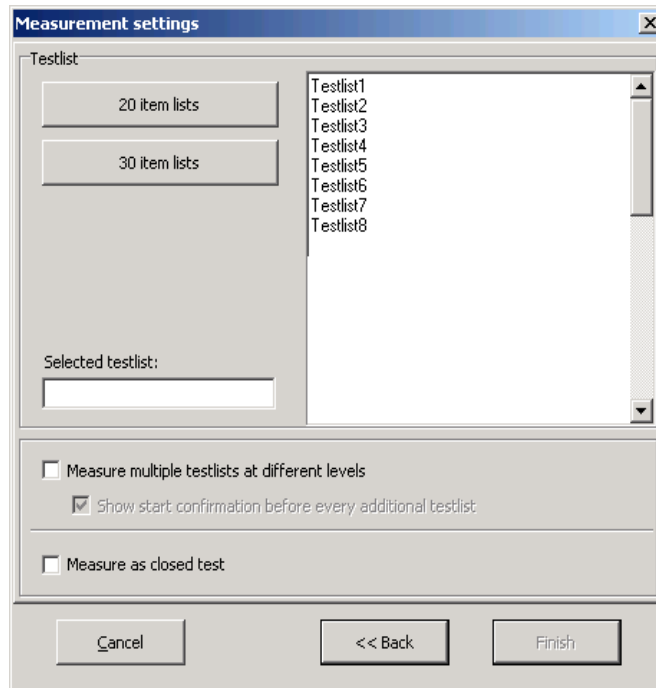 Measurement settings
Testlist
20 item lists
30 item lists
Testlist1
Testlist2
Testlist3
Testlist4
Testlist5
Testlist6
Testlist7
Testlist8
Selected testlist:
Measure multiple testlists at different levels
Show start confirmation before every additional testlist
Measure as closed test
Cancel
<< Back
Finish